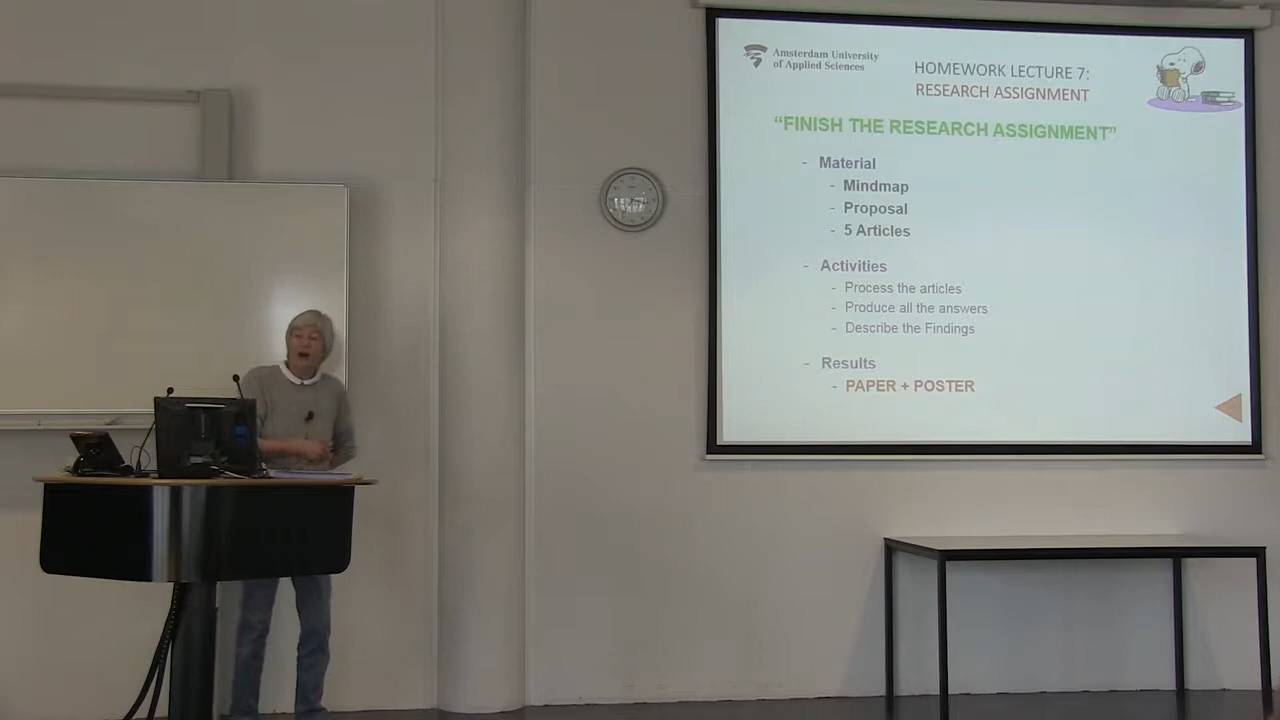 Amsterdam University
of Applied Sciences
HOMEWORK LECTURE 7:
RESEARCH ASSIGNMENT
“FINISH THE RESEARCH ASSIGNMENT”
- Material
- Mindmap
- Proposal
- 5 Articles
- Activities
- Process the articles
- Produce all the answers
- Describe the Findings
- Results
- PAPER + POSTER